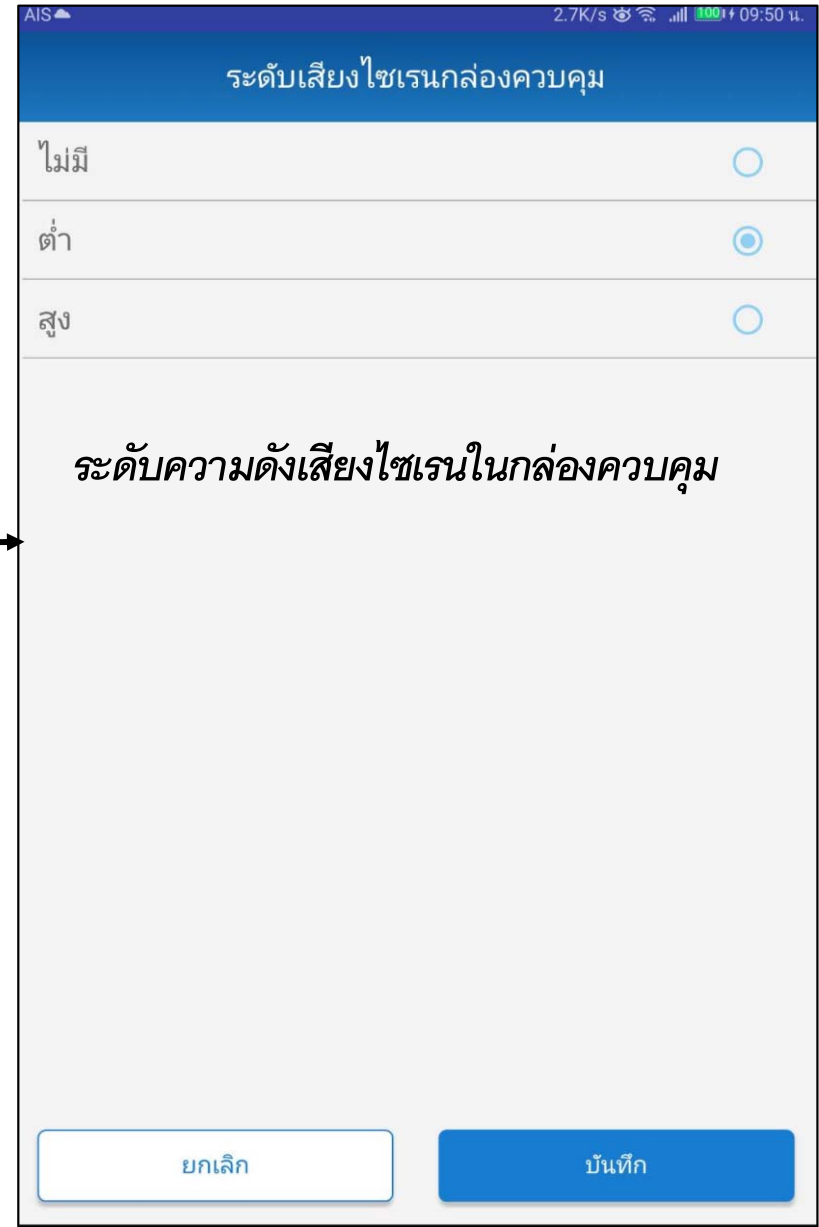 AIS 2.7K/s 100 09:50 น.
ระดับเสียงไซเรนกล่องควบคุม
ไม่มี
ต่ำ
สูง
ระดับความดังเสียงไซเรนในกล่องควบคุม
ยกเลิก บันทึก